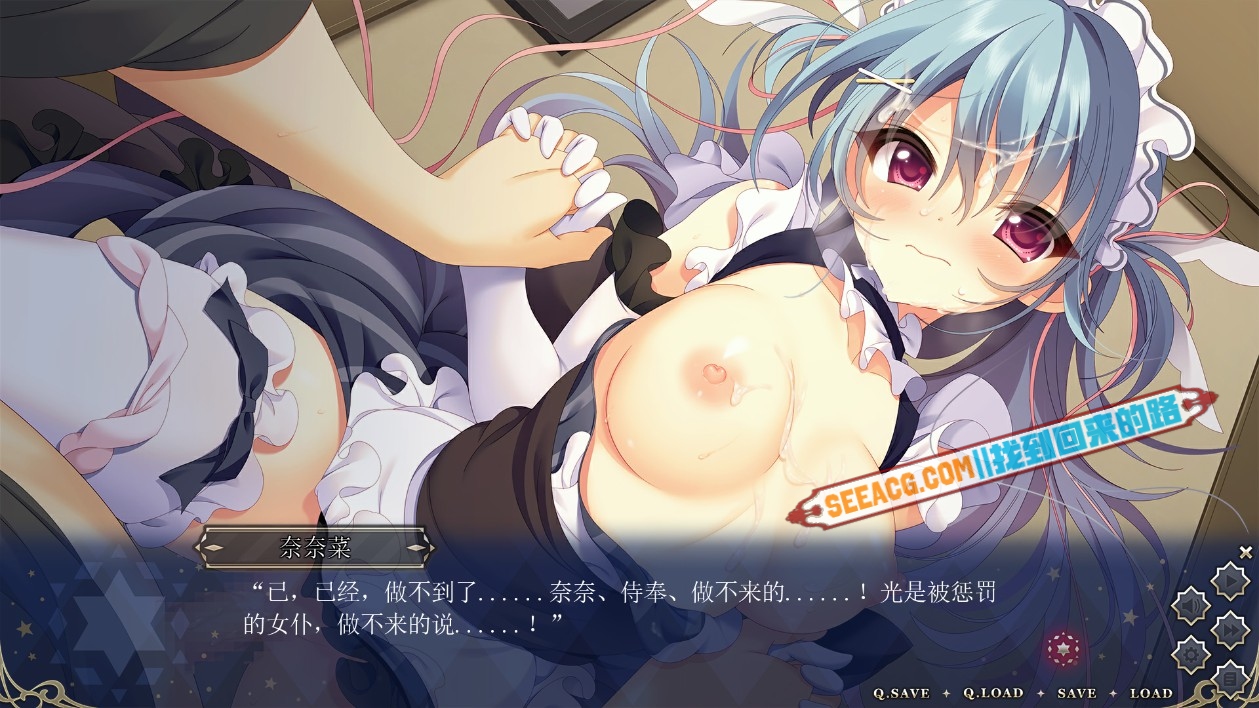 SEEACG.COM||找到回来的路
奈奈菜
“已，已经，做不到了......奈奈、侍奉、做不来的......！光是被惩罚
的女仆，做不来的说......！”
Q.SAVE ✦ Q.LOAD ✦ SAVE ✦ LOAD